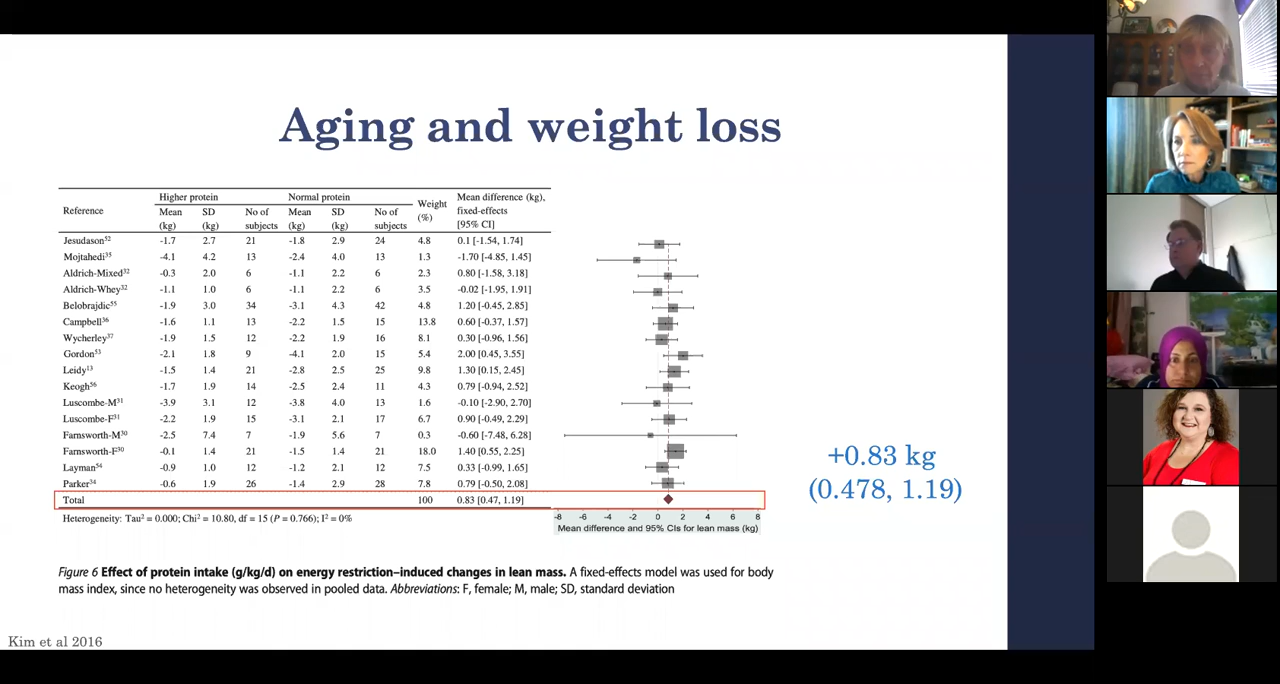 Aging and weight loss
Reference Higher protein Normal protein Weight (%) Mean difference (kg), fixed-effects [95% CI]
Mean (kg) SD (kg) No of subjects Mean (kg) SD (kg) No of subjects
Jesudason⁵² -1.7 2.7 21 -1.8 2.9 24 4.8 0.1 [-1.54, 1.74]
Mojtahedi³⁵ -4.1 4.2 13 -2.4 4.0 13 1.3 -1.70 [-4.85, 1.45]
Aldrich-Mixed³² -0.3 2.0 6 -1.1 2.2 6 2.3 0.80 [-1.58, 3.18]
Aldrich-Whey³² -1.1 1.0 6 -1.1 2.2 6 3.5 -0.02 [-1.95, 1.91]
Belobrajdic⁵⁵ -1.9 3.0 34 -3.1 4.3 42 4.8 1.20 [-0.45, 2.85]
Campbell³⁶ -1.6 1.1 13 -2.2 1.5 15 13.8 0.60 [-0.37, 1.57]
Wycherley³⁷ -1.9 1.5 12 -2.2 1.9 16 8.1 0.30 [-0.96, 1.56]
Gordon⁵³ -2.1 1.8 9 -4.1 2.0 15 5.4 2.00 [0.45, 3.55]
Leidy¹³ -1.5 1.4 21 -2.8 2.5 25 9.8 1.30 [0.15, 2.45]
Keogh⁵⁶ -1.7 1.9 14 -2.5 2.4 11 4.3 0.79 [-0.94, 2.52]
Luscombe-M³¹ -3.9 3.1 12 -3.8 4.0 13 1.6 -0.10 [-2.90, 2.70]
Luscombe-F³¹ -2.2 1.9 15 -3.1 2.1 17 6.7 0.90 [-0.49, 2.29]
Farnsworth-M³⁰ -2.5 7.4 7 -1.9 5.6 7 0.3 -0.60 [-7.48, 6.28]
Farnsworth-F³⁰ -0.1 1.4 21 -1.5 1.4 21 18.0 1.40 [0.55, 2.25]
Layman⁵⁴ -0.9 1.0 12 -1.2 2.1 12 7.5 0.33 [-0.99, 1.65]
Parker³⁴ -0.6 1.9 26 -1.4 2.9 28 7.8 0.79 [-0.50, 2.08]
Total 100 0.83 [0.47, 1.19]
Heterogeneity: Tau² = 0.000; Chi² = 10.80, df = 15 (P = 0.766); I² = 0%
-8 -6 -4 -2 0 2 4 6 8
Mean difference and 95% CIs for lean mass (kg)
+0.83 kg
(0.478, 1.19)
Figure 6 Effect of protein intake (g/kg/d) on energy restriction–induced changes in lean mass. A fixed-effects model was used for body
mass index, since no heterogeneity was observed in pooled data. Abbreviations: F, female; M, male; SD, standard deviation
Kim et al 2016